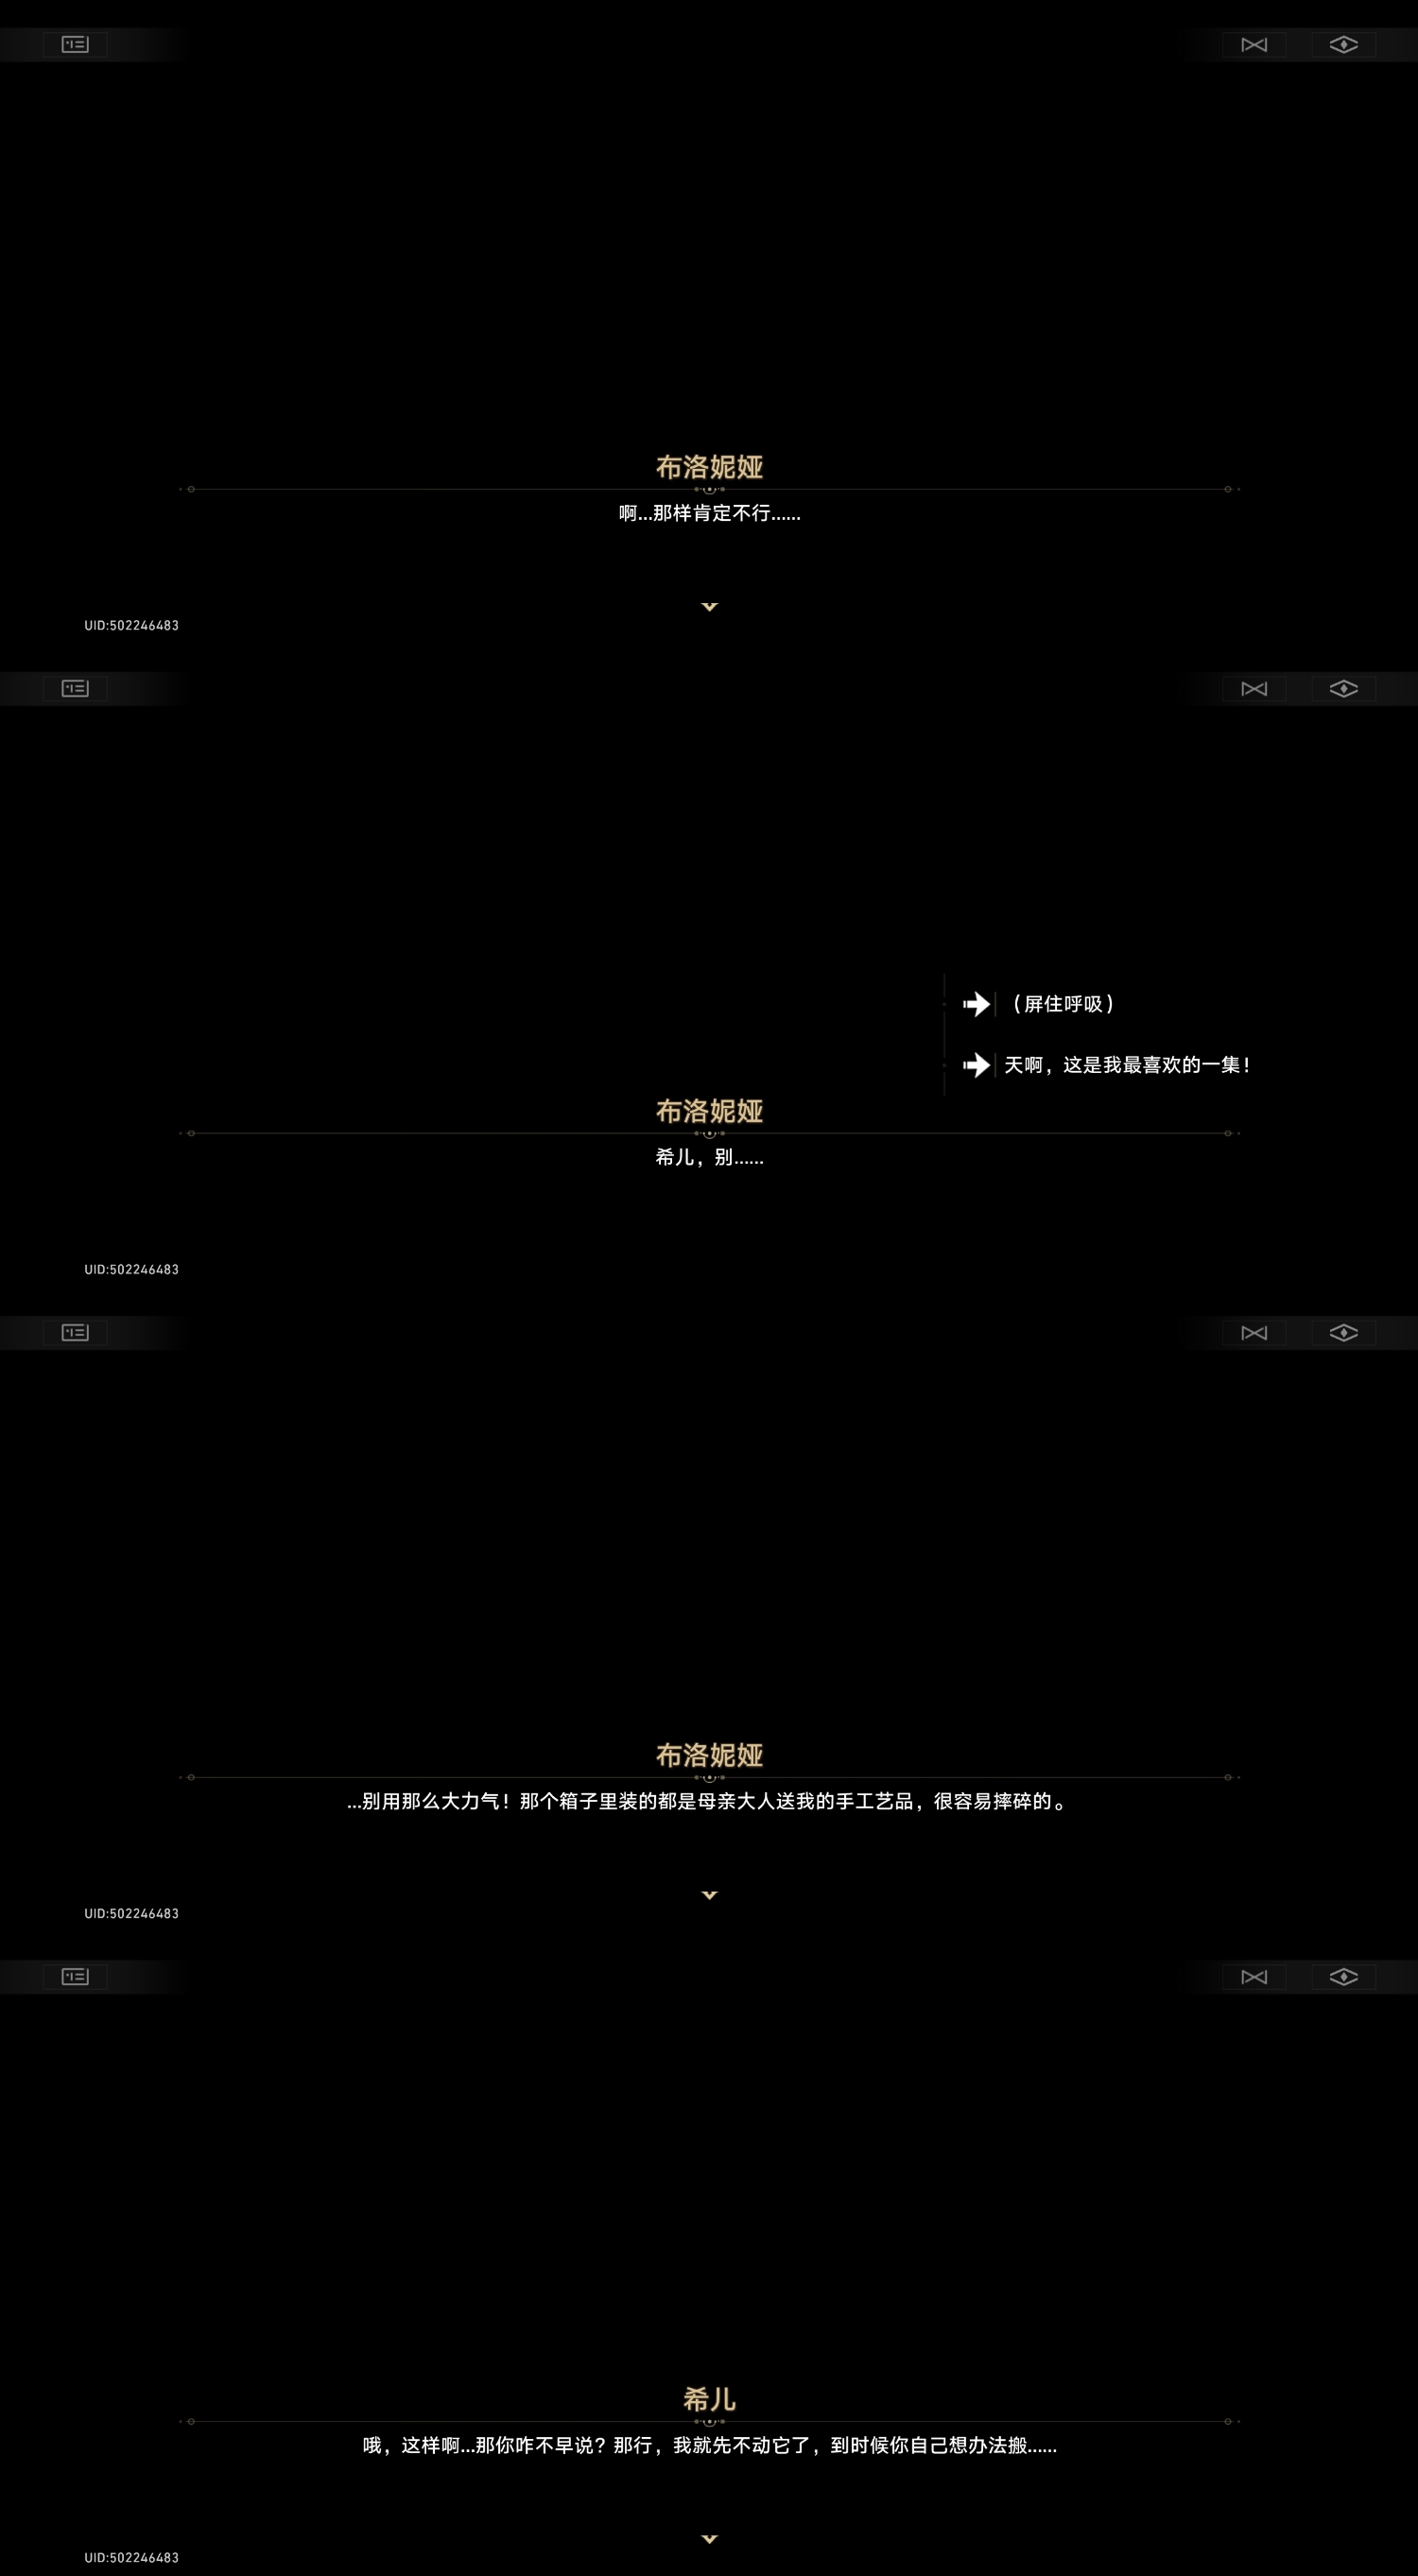 布洛妮娅
啊...那样肯定不行......
UID:502246483
（屏住呼吸）
天啊，这是我最喜欢的一集！
布洛妮娅
希儿，别......
UID:502246483
布洛妮娅
...别用那么大力气！那个箱子里装的都是母亲大人送我的手工艺品，很容易摔碎的。
UID:502246483
希儿
哦，这样啊...那你咋不早说？那行，我就先不动它了，到时候你自己想办法搬......
UID:502246483